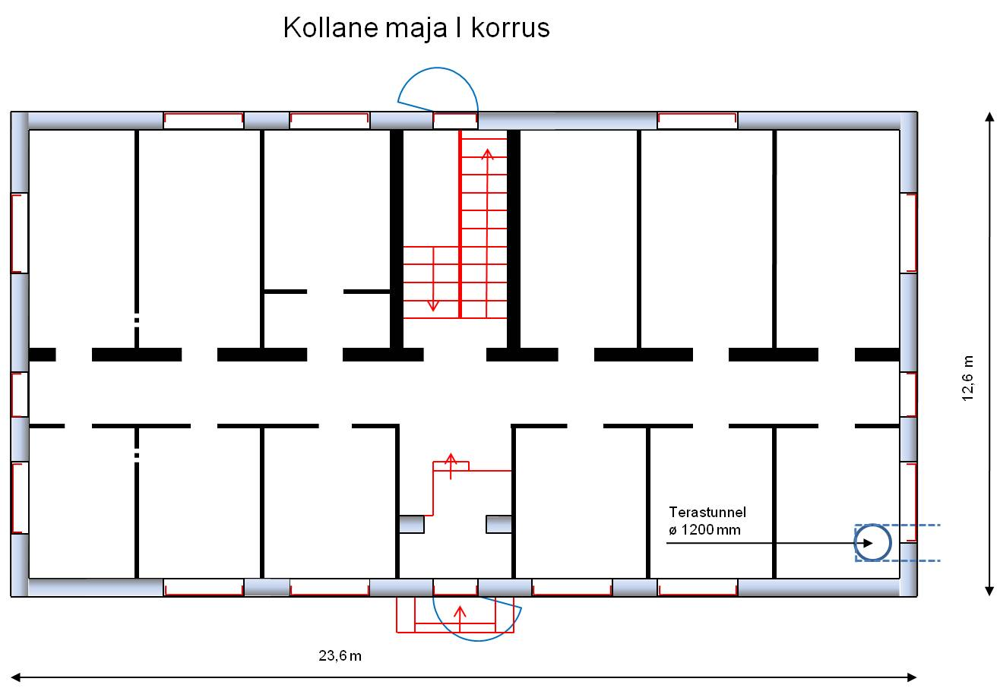 Kollane maja I korrus
12,6 m
Terastunnel
ø 1200 mm
23,6 m